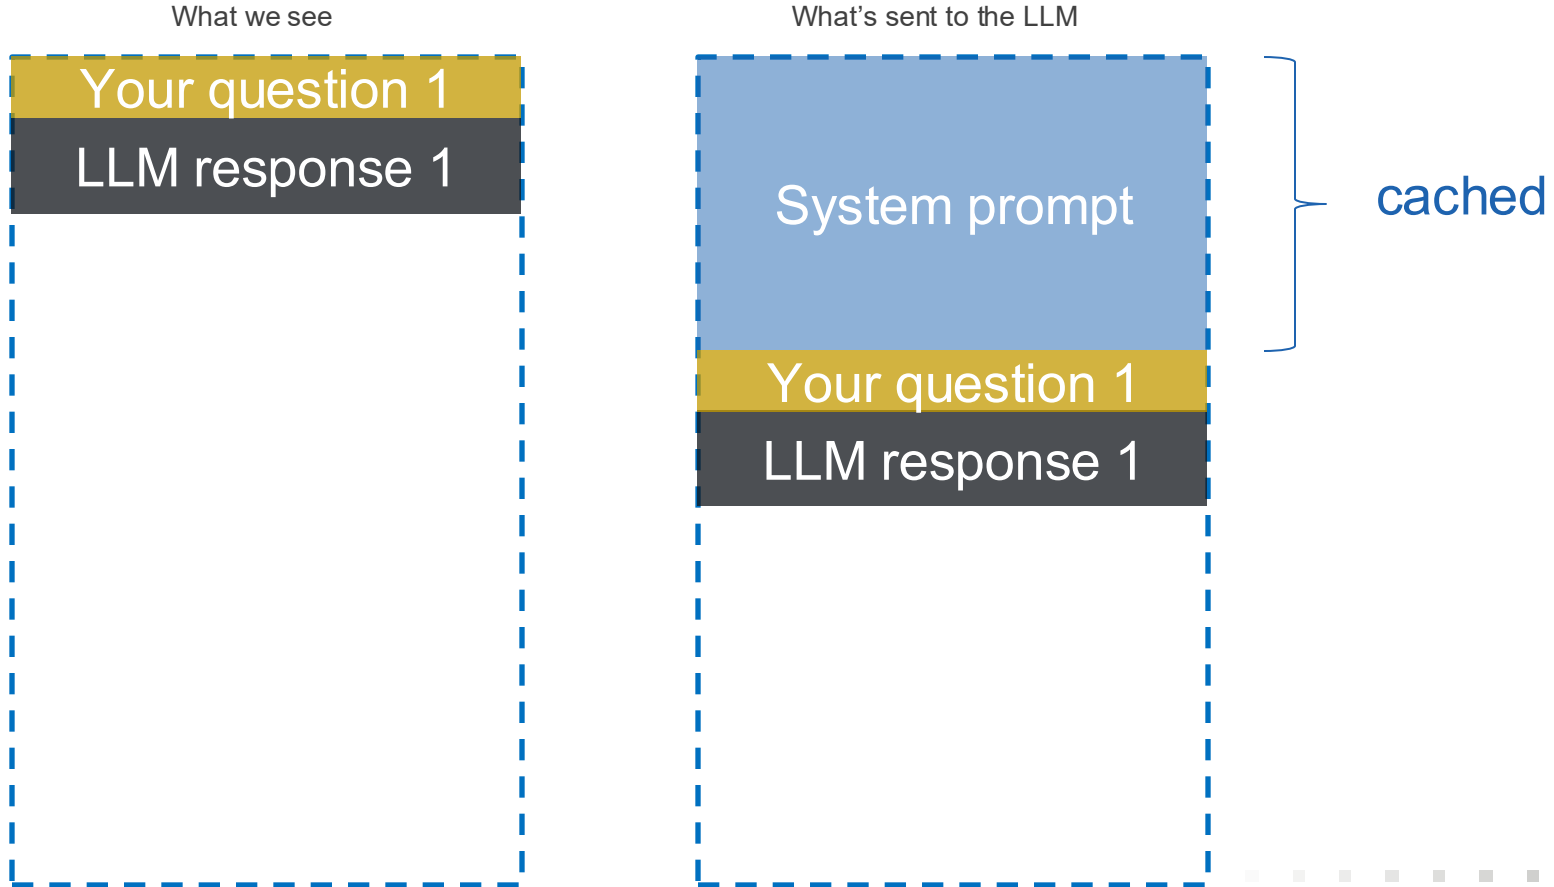 What we see
What’s sent to the LLM
Your question 1
LLM response 1
System prompt
cached
Your question 1
LLM response 1